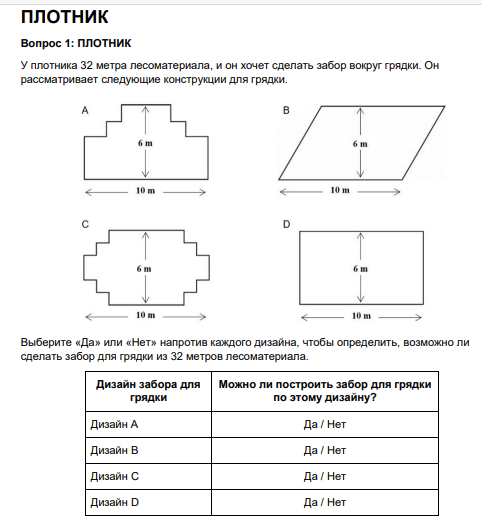 ПЛОТНИК
Вопрос 1: ПЛОТНИК
У плотника 32 метра лесоматериала, и он хочет сделать забор вокруг грядки. Он
рассматривает следующие конструкции для грядки.
A
6 m
10 m
B
6 m
10 m
C
6 m
10 m
D
6 m
10 m
Выберите «Да» или «Нет» напротив каждого дизайна, чтобы определить, возможно ли
сделать забор для грядки из 32 метров лесоматериала.
Дизайн забора для
грядки
Можно ли построить забор для грядки
по этому дизайну?
Дизайн A Да / Нет
Дизайн B Да / Нет
Дизайн C Да / Нет
Дизайн D Да / Нет